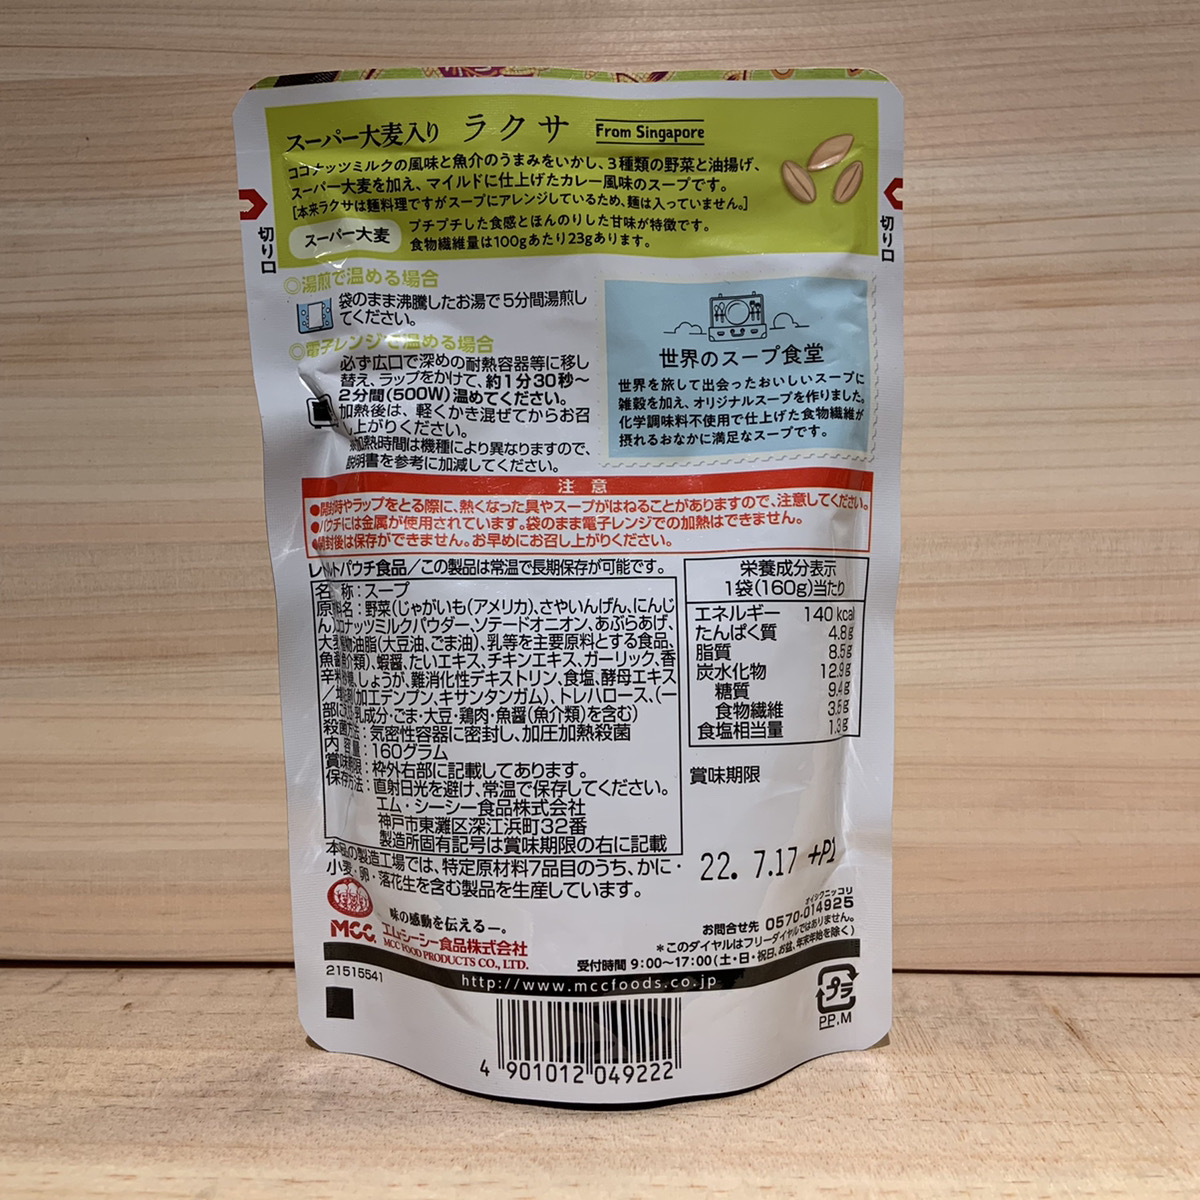 スーパー大麦入り ラクサ From Singapore
ココナッツミルクの風味と魚介のうまみをいかし、3種類の野菜と油揚げ、
スーパー大麦を加え、マイルドに仕上げたカレー風味のスープです。
[本来ラクサは麺料理ですがスープにアレンジしているため、麺は入っていません。]
スーパー大麦
プチプチした食感とほんのりした甘味が特徴です。
食物繊維量は100gあたり23gあります。
切り口
切り口
◎湯煎で温める場合
袋のまま沸騰したお湯で5分間湯煎し
てください。
◎電子レンジで温める場合
必ず広口で深めの耐熱容器等に移し
替え、ラップをかけて、約1分30秒〜
2分間(500W)温めてください。
加熱後は、軽くかき混ぜてからお召
し上がりください。
※加熱時間は機種により異なりますので、
説明書を参考に加減してください。
世界のスープ食堂
世界を旅して出会ったおいしいスープに
雑穀を加え、オリジナルスープを作りました。
化学調味料不使用で仕上げた食物繊維が
摂れるおなかに満足なスープです。
注意
●開封時やラップをとる際に、熱くなった具やスープがはねることがありますので、注意してください。
●パウチには金属が使用されています。袋のまま電子レンジでの加熱はできません。
●開封後は保存ができません。お早めにお召し上がりください。
レトルトパウチ食品/この製品は常温で長期保存が可能です。
名称:スープ
原材料名:野菜(じゃがいも(アメリカ)、さやいんげん、にんじ
ん)、ココナッツミルクパウダー、ソテードオニオン、あぶらあげ、
大麦、植物油脂(大豆油、ごま油)、乳等を主要原料とする食品、
魚醤(魚介類)、蝦醤、たいエキス、チキンエキス、ガーリック、香
辛料、砂糖、しょうが、難消化性デキストリン、食塩、酵母エキス
/増粘剤(加工デンプン、キサンタンガム)、トレハロース、(一
部にえび・乳成分・ごま・大豆・鶏肉・魚醤(魚介類)を含む)
殺菌方法:気密性容器に密封し、加圧加熱殺菌
内容量:160グラム
賞味期限:枠外右部に記載してあります。
保存方法:直射日光を避け、常温で保存してください。
エム・シーシー食品株式会社
神戸市東灘区深江浜町32番
製造所固有記号は賞味期限の右に記載
本品の製造工場では、特定原材料7品目のうち、かに・
小麦・卵・落花生を含む製品を生産しています。
栄養成分表示
1袋(160g)当たり
エネルギー 140kcal
たんぱく質 4.8g
脂質 8.5g
炭水化物 12.9g
糖質 9.4g
食物繊維 3.5g
食塩相当量 1.3g
賞味期限
22. 7.17 +P1
MCC.
味の感動を伝える―。
エム・シーシー食品株式会社
MCC FOOD PRODUCTS CO., LTD.
オイシクニッコリ
お問合せ先 0570-014925
*このダイヤルはフリーダイヤルではありません。
受付時間 9:00〜17:00(土・日・祝日、お盆、年末年始を除く)
21515541
http://www.mccfoods.co.jp
プラ
PP,M
4 901012 049222